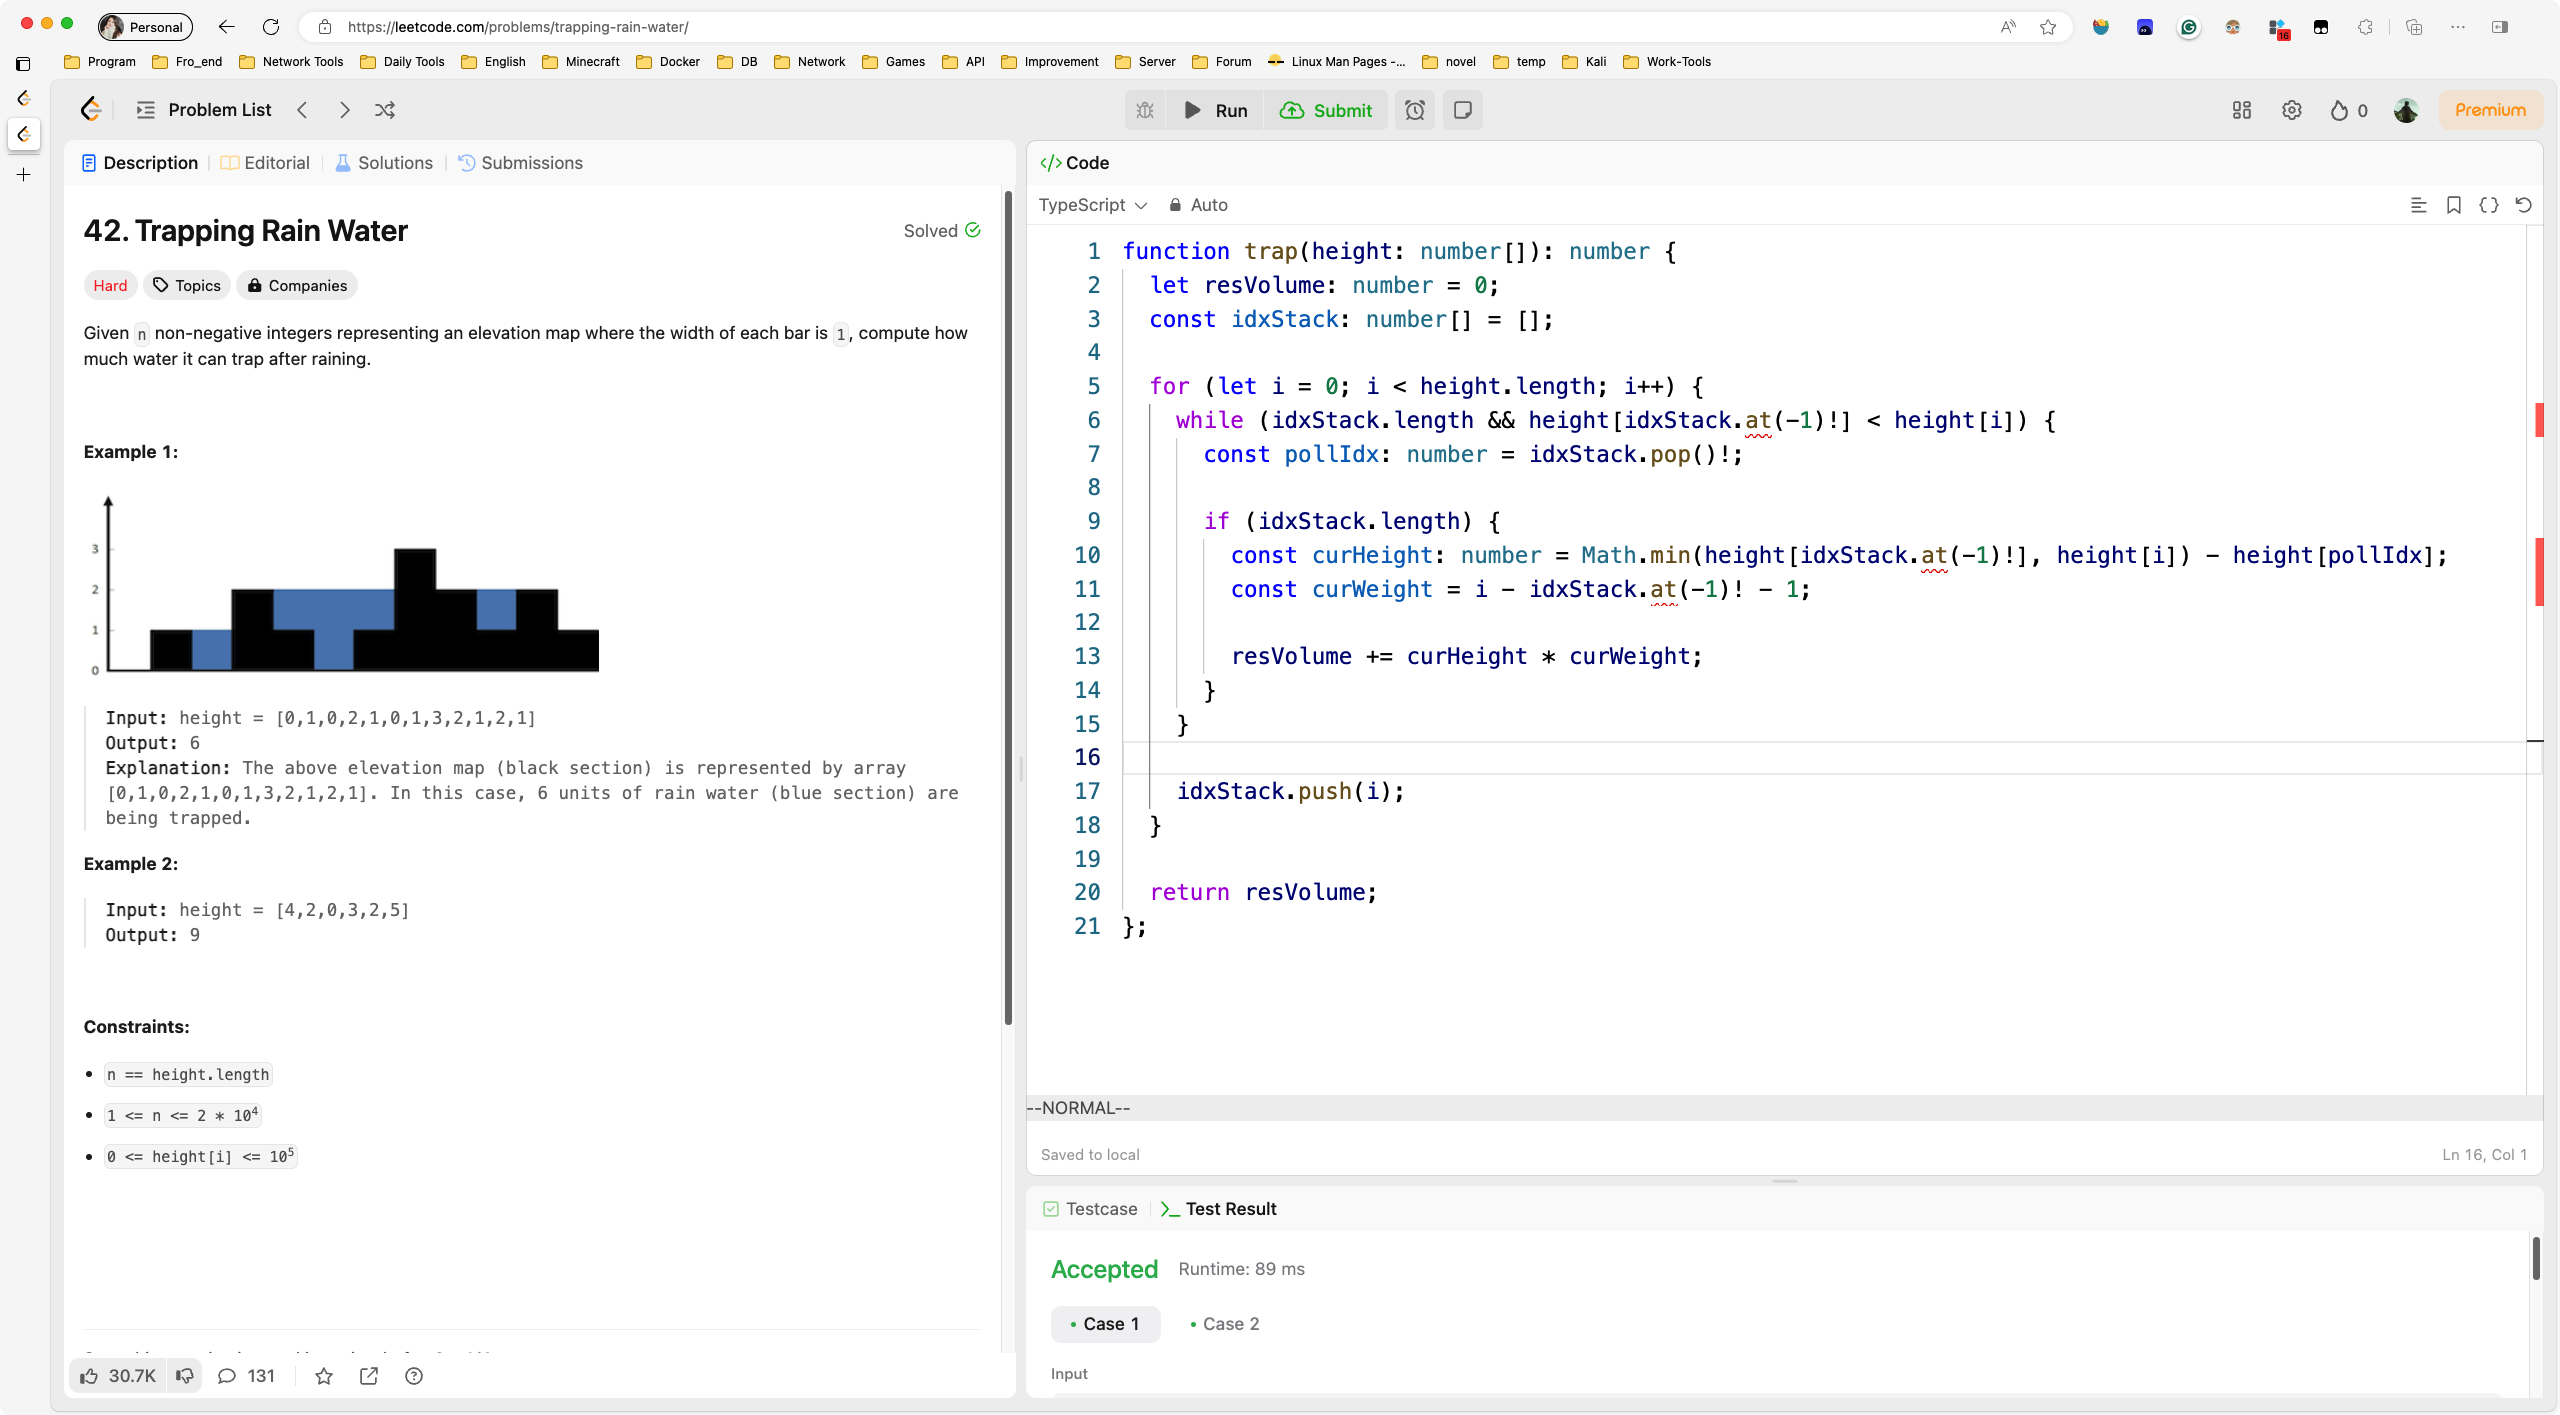 Personal
https://leetcode.com/problems/trapping-rain-water/
16
Program Fro_end Network Tools Daily Tools English Minecraft Docker DB Network Games API Improvement Server Forum Linux Man Pages -... novel temp Kali Work-Tools
Problem List
Run Submit
0 Premium
Description Editorial Solutions Submissions
42. Trapping Rain Water
Solved
Hard Topics Companies
Given n non-negative integers representing an elevation map where the width of each bar is 1, compute how
much water it can trap after raining.
Example 1:
3
2
1
0
Input: height = [0,1,0,2,1,0,1,3,2,1,2,1]
Output: 6
Explanation: The above elevation map (black section) is represented by array
[0,1,0,2,1,0,1,3,2,1,2,1]. In this case, 6 units of rain water (blue section) are
being trapped.
Example 2:
Input: height = [4,2,0,3,2,5]
Output: 9
Constraints:
• n == height.length
• 1 <= n <= 2 * 10⁴
• 0 <= height[i] <= 10⁵
30.7K 131
</> Code
TypeScript Auto
1 function trap(height: number[]): number {
2 let resVolume: number = 0;
3 const idxStack: number[] = [];
4
5 for (let i = 0; i < height.length; i++) {
6 while (idxStack.length && height[idxStack.at(-1)!] < height[i]) {
7 const pollIdx: number = idxStack.pop()!;
8
9 if (idxStack.length) {
10 const curHeight: number = Math.min(height[idxStack.at(-1)!], height[i]) - height[pollIdx];
11 const curWeight = i - idxStack.at(-1)! - 1;
12
13 resVolume += curHeight * curWeight;
14 }
15 }
16
17 idxStack.push(i);
18 }
19
20 return resVolume;
21 };
--NORMAL--
Saved to local Ln 16, Col 1
Testcase >_ Test Result
Accepted Runtime: 89 ms
• Case 1 • Case 2
Input